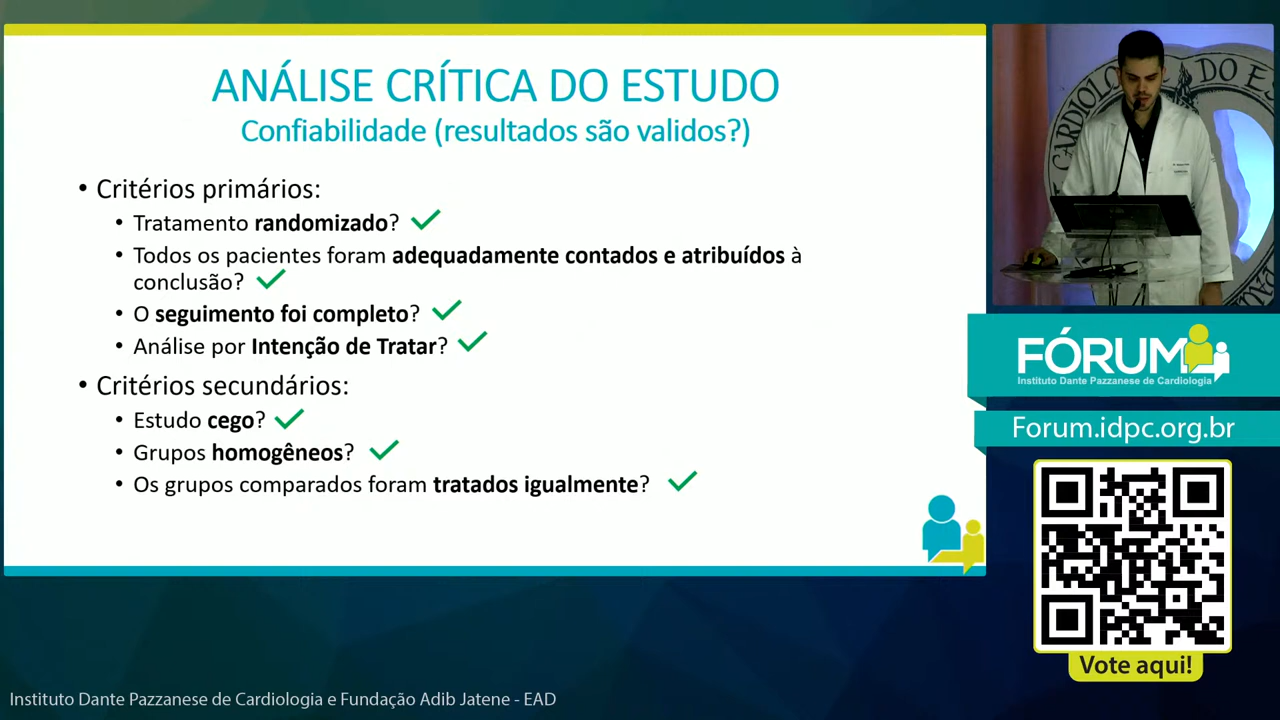 ANÁLISE CRÍTICA DO ESTUDO
Confiabilidade (resultados são validos?)
• Critérios primários:
• Tratamento randomizado?
• Todos os pacientes foram adequadamente contados e atribuídos à
conclusão?
• O seguimento foi completo?
• Análise por Intenção de Tratar?
• Critérios secundários:
• Estudo cego?
• Grupos homogêneos?
• Os grupos comparados foram tratados igualmente?
CARDIOLO
DO ES
FÓRUM
Instituto Dante Pazzanese de Cardiologia
Forum.idpc.org.br
Vote aqui!
Instituto Dante Pazzanese de Cardiologia e Fundação Adib Jatene - EAD